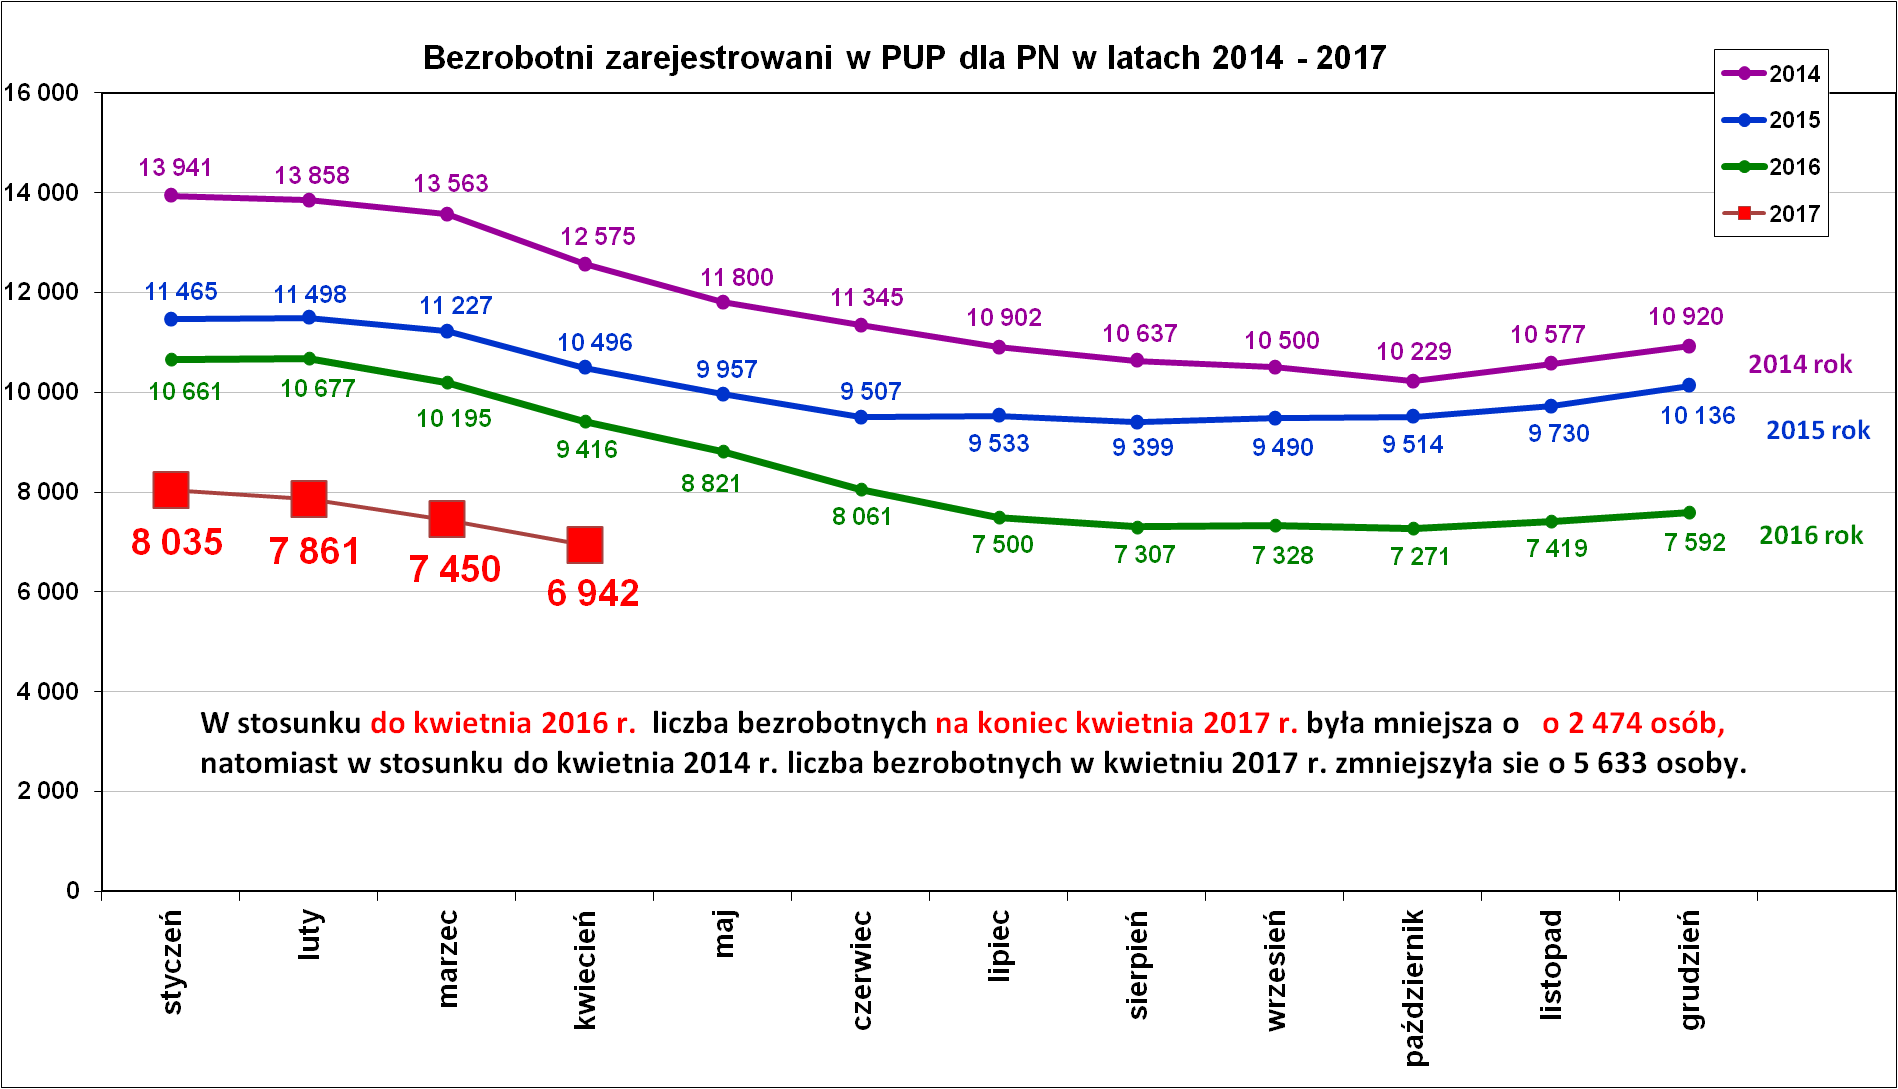 Bezrobotni zarejestrowani w PUP dla PN w latach 2014 - 2017
2014
2015
2016
2017
16 000
14 000
12 000
10 000
8 000
6 000
4 000
2 000
0
13 941
13 858
13 563
12 575
11 800
11 345
10 902
10 637
10 500
10 229
10 577
10 920
2014 rok
11 465
11 498
11 227
10 496
9 957
9 507
9 533
9 399
9 490
9 514
9 730
10 136
2015 rok
10 661
10 677
10 195
9 416
8 821
8 061
7 500
7 307
7 328
7 271
7 419
7 592
2016 rok
8 035
7 861
7 450
6 942
W stosunku do kwietnia 2016 r. liczba bezrobotnych na koniec kwietnia 2017 r. była mniejsza o o 2 474 osób,
natomiast w stosunku do kwietnia 2014 r. liczba bezrobotnych w kwietniu 2017 r. zmniejszyła sie o 5 633 osoby.
styczeń
luty
marzec
kwiecień
maj
czerwiec
lipiec
sierpień
wrzesień
październik
listopad
grudzień